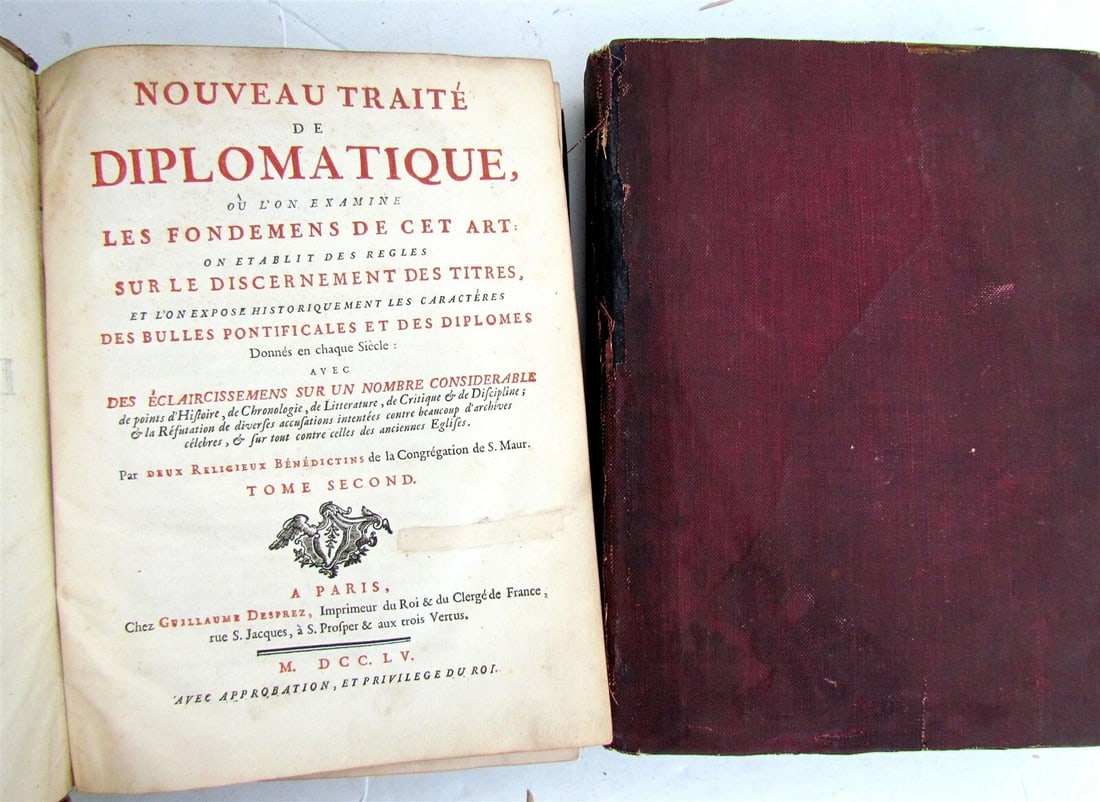 NOUVEAU TRAITÉ
DE
DIPLOMATIQUE,
OÙ L'ON EXAMINE
LES FONDEMENS DE CET ART:
ON ETABLIT DES REGLES
SUR LE DISCERNEMENT DES TITRES,
ET L'ON EXPOSE HISTORIQUEMENT LES CARACTÈRES
DES BULLES PONTIFICALES ET DES DIPLOMES
Donnés en chaque Siècle:
AVEC
DES ÉCLAIRCISSEMENS SUR UN NOMBRE CONSIDERABLE
de points d'Histoire, de Chronologie, de Litterature, de Critique & de Discipline;
& la Réfutation de diverses accusations intentées contre beaucoup d'archives
célebres, & sur tout contre celles des anciennes Eglises.
Par DEUX RELIGIEUX BÉNÉDICTINS de la Congrégation de S. Maur.
TOME SECOND.
A PARIS,
Chez GUILLAUME DESPREZ, Imprimeur du Roi & du Clergé de France,
rue S. Jacques, à S. Prosper & aux trois Vertus.
M. DCC. LV.
AVEC APPROBATION, ET PRIVILEGE DU ROI.